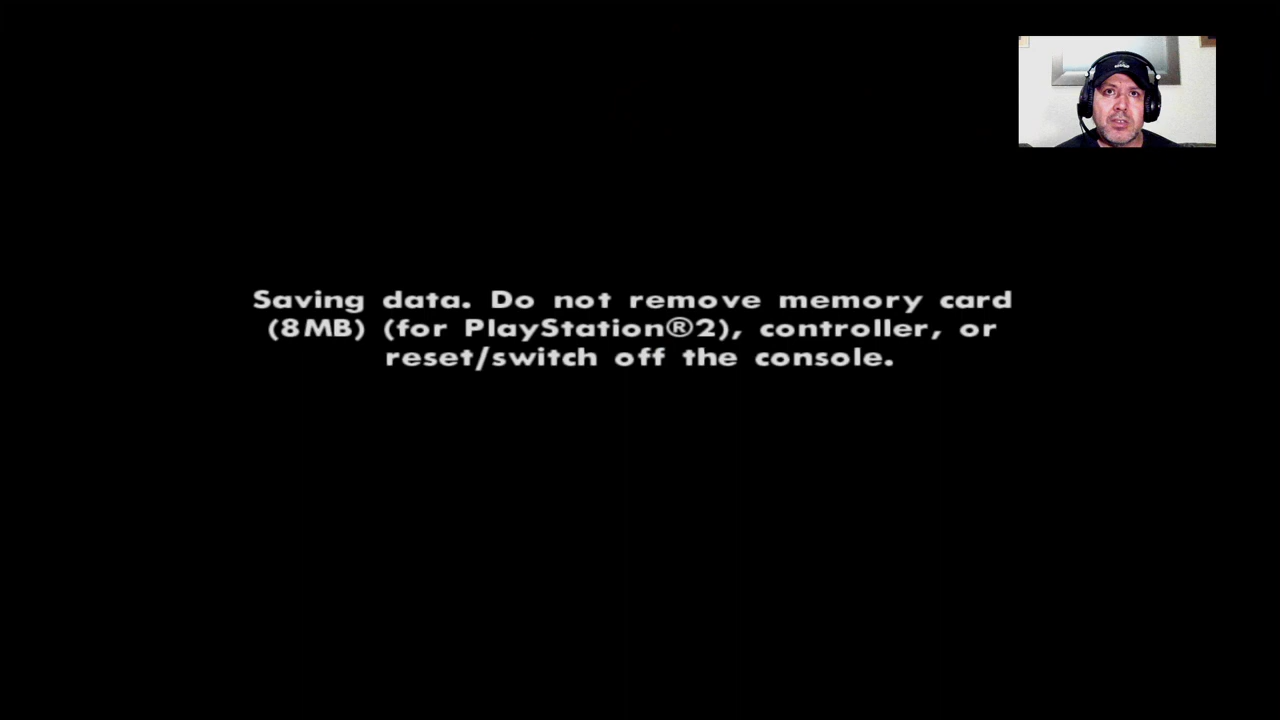 Saving data. Do not remove memory card
(8MB) (for PlayStation®2), controller, or
reset/switch off the console.